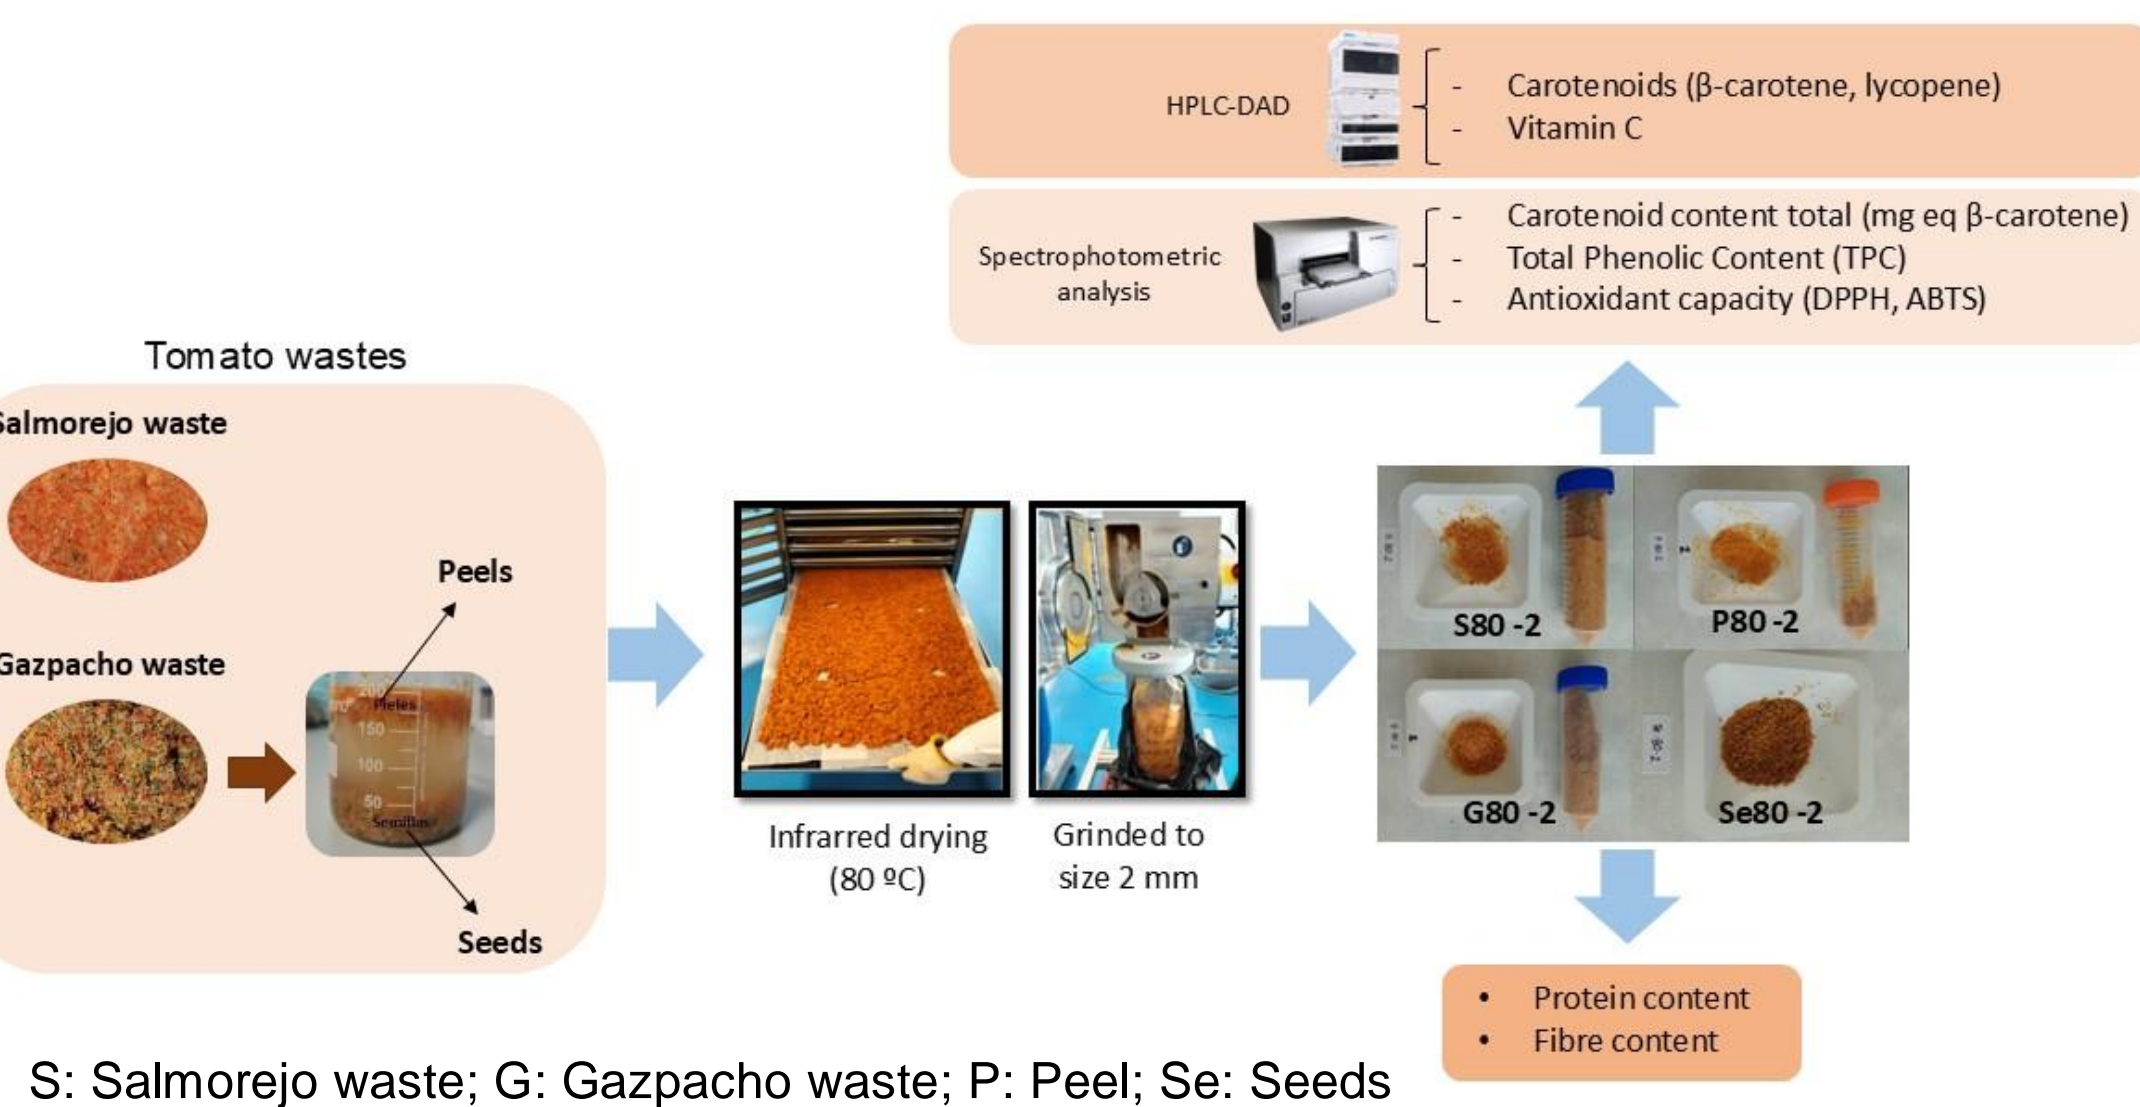 HPLC-DAD
- Carotenoids (β-carotene, lycopene)
- Vitamin C
Spectrophotometric
analysis
- Carotenoid content total (mg eq β-carotene)
- Total Phenolic Content (TPC)
- Antioxidant capacity (DPPH, ABTS)
Tomato wastes
Salmorejo waste
Gazpacho waste
Peels
200
Pieles
150
100
50
Semillas
Seeds
Infrarred drying
(80 ºC)
Grinded to
size 2 mm
S80 -2
P80 -2
G80 -2
Se80 -2
• Protein content
• Fibre content
S: Salmorejo waste; G: Gazpacho waste; P: Peel; Se: Seeds